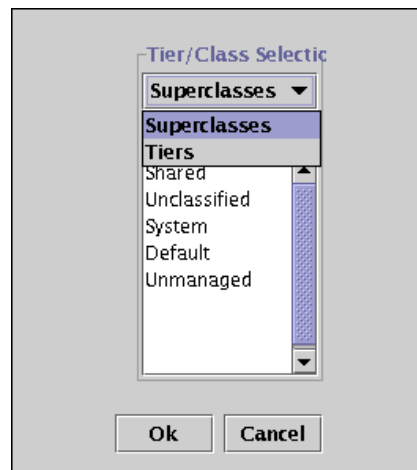 Tier/Class Selectic
Superclasses
Superclasses
Tiers
Shared
Unclassified
System
Default
Unmanaged
Ok
Cancel